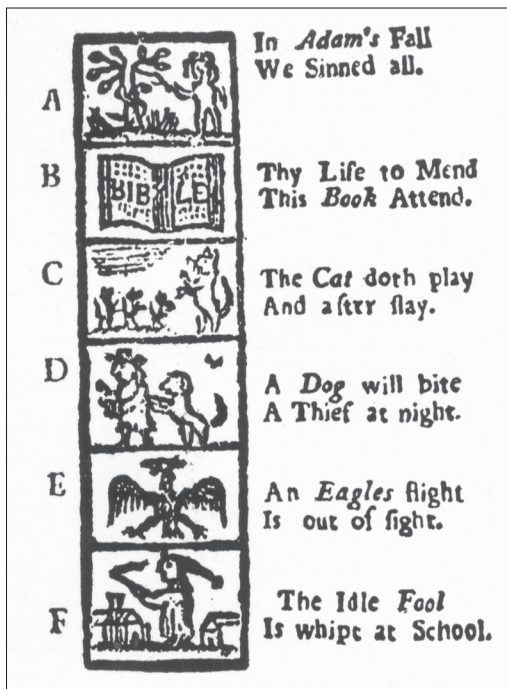 A
In Adam's Fall
We Sinned all.
B
BIBLE
Thy Life to Mend
This Book Attend.
C
The Cat doth play
And after ſlay.
D
A Dog will bite
A Thief at night.
E
An Eagles flight
Is out of ſight.
F
The Idle Fool
Is whipt at School.